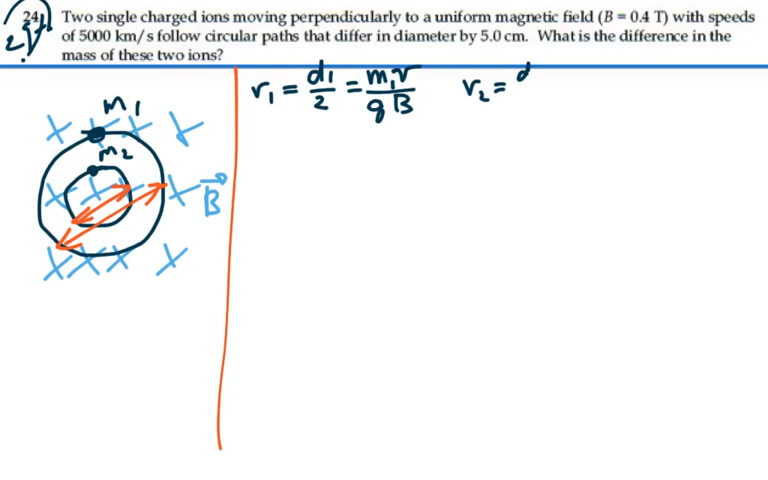 24. Two single charged ions moving perpendicularly to a uniform magnetic field (B = 0.4 T) with speeds
of 5000 km/s follow circular paths that differ in diameter by 5.0 cm. What is the difference in the
mass of these two ions?
r₁ = d₁/2 = m₁v/qB r₂ = d
m₁
m₂
B⃗